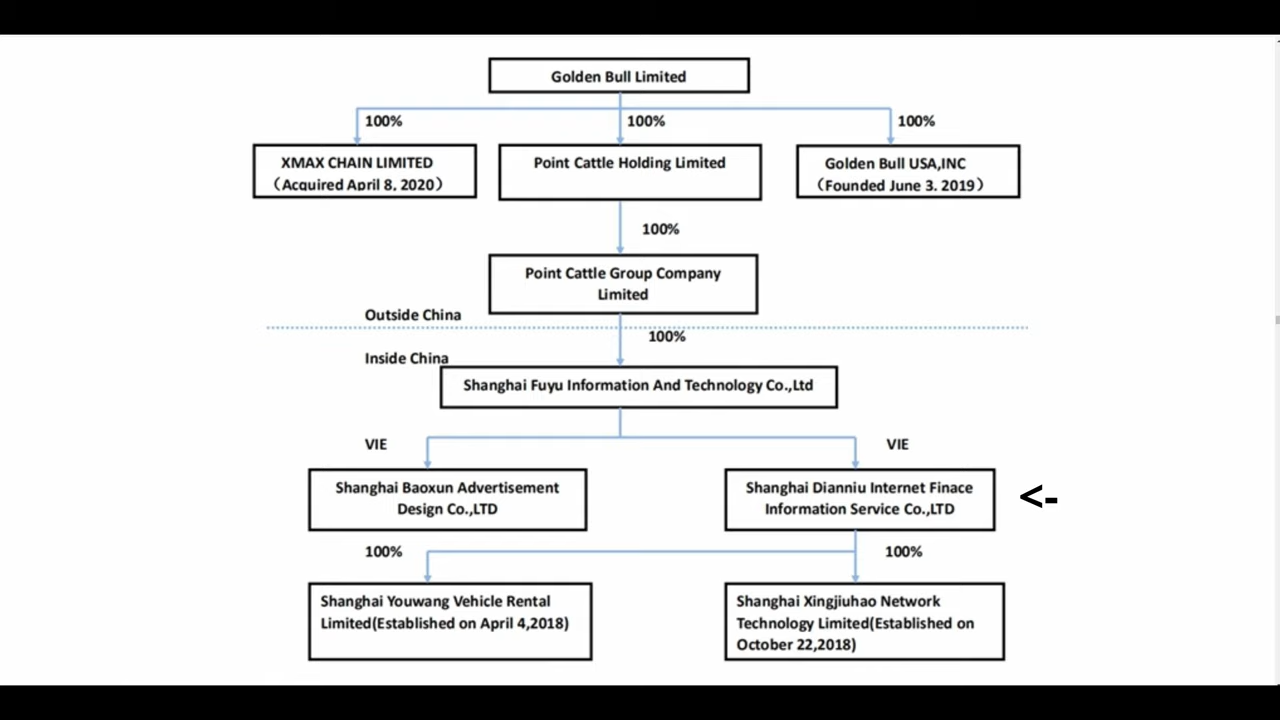 Golden Bull Limited
100%
100%
100%
XMAX CHAIN LIMITED
（Acquired April 8, 2020）
Point Cattle Holding Limited
Golden Bull USA,INC
（Founded June 3, 2019）
100%
Point Cattle Group Company
Limited
Outside China
100%
Inside China
Shanghai Fuyu Information And Technology Co.,Ltd
VIE
VIE
Shanghai Baoxun Advertisement
Design Co.,LTD
Shanghai Dianniu Internet Finace
Information Service Co.,LTD
<-
100%
100%
Shanghai Youwang Vehicle Rental
Limited(Established on April 4,2018)
Shanghai Xingjiuhao Network
Technology Limited(Established on
October 22,2018)